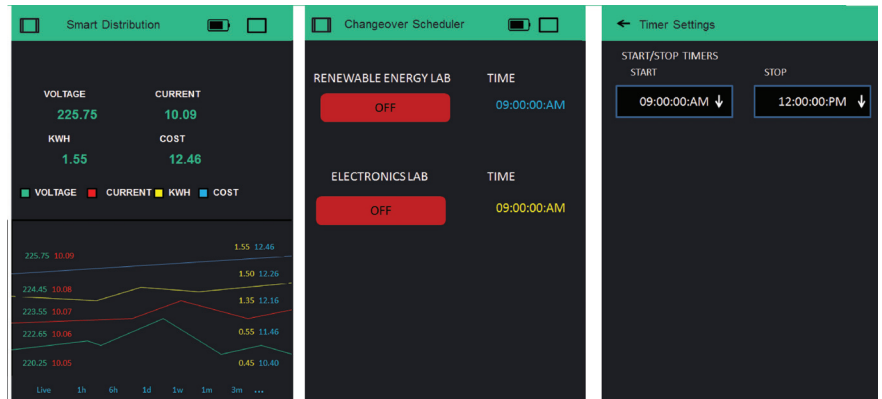 Smart Distribution
VOLTAGE CURRENT
225.75 10.09
KWH COST
1.55 12.46
VOLTAGE CURRENT KWH COST
1.55 12.46
225.75 10.09
1.50 12.26
224.45 10.08
1.35 12.16
223.55 10.07
222.65 10.06
0.55 11.46
220.25 10.05
0.45 10.40
Live 1h 6h 1d 1w 1m 3m ...
Changeover Scheduler
RENEWABLE ENERGY LAB TIME
OFF 09:00:00:AM
ELECTRONICS LAB TIME
OFF 09:00:00:AM
Timer Settings
START/STOP TIMERS
START STOP
09:00:00:AM 12:00:00:PM